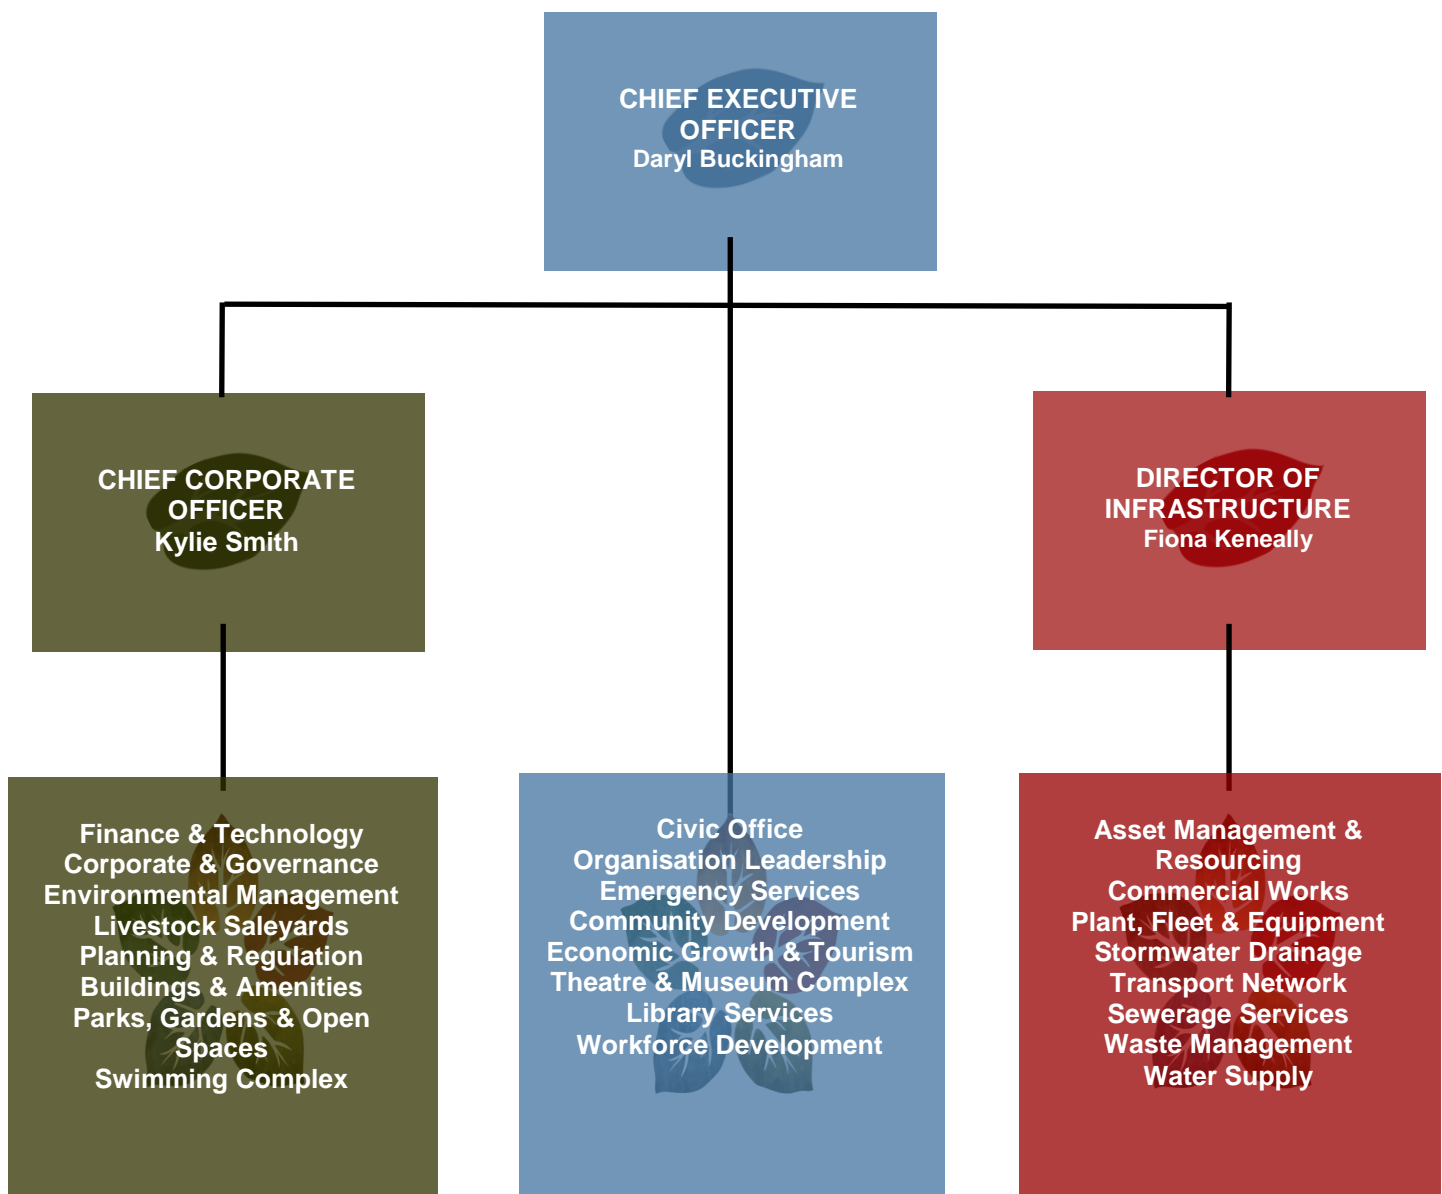 CHIEF EXECUTIVE
OFFICER
Daryl Buckingham
CHIEF CORPORATE
OFFICER
Kylie Smith
DIRECTOR OF
INFRASTRUCTURE
Fiona Keneally
Finance & Technology
Corporate & Governance
Environmental Management
Livestock Saleyards
Planning & Regulation
Buildings & Amenities
Parks, Gardens & Open
Spaces
Swimming Complex
Civic Office
Organisation Leadership
Emergency Services
Community Development
Economic Growth & Tourism
Theatre & Museum Complex
Library Services
Workforce Development
Asset Management &
Resourcing
Commercial Works
Plant, Fleet & Equipment
Stormwater Drainage
Transport Network
Sewerage Services
Waste Management
Water Supply